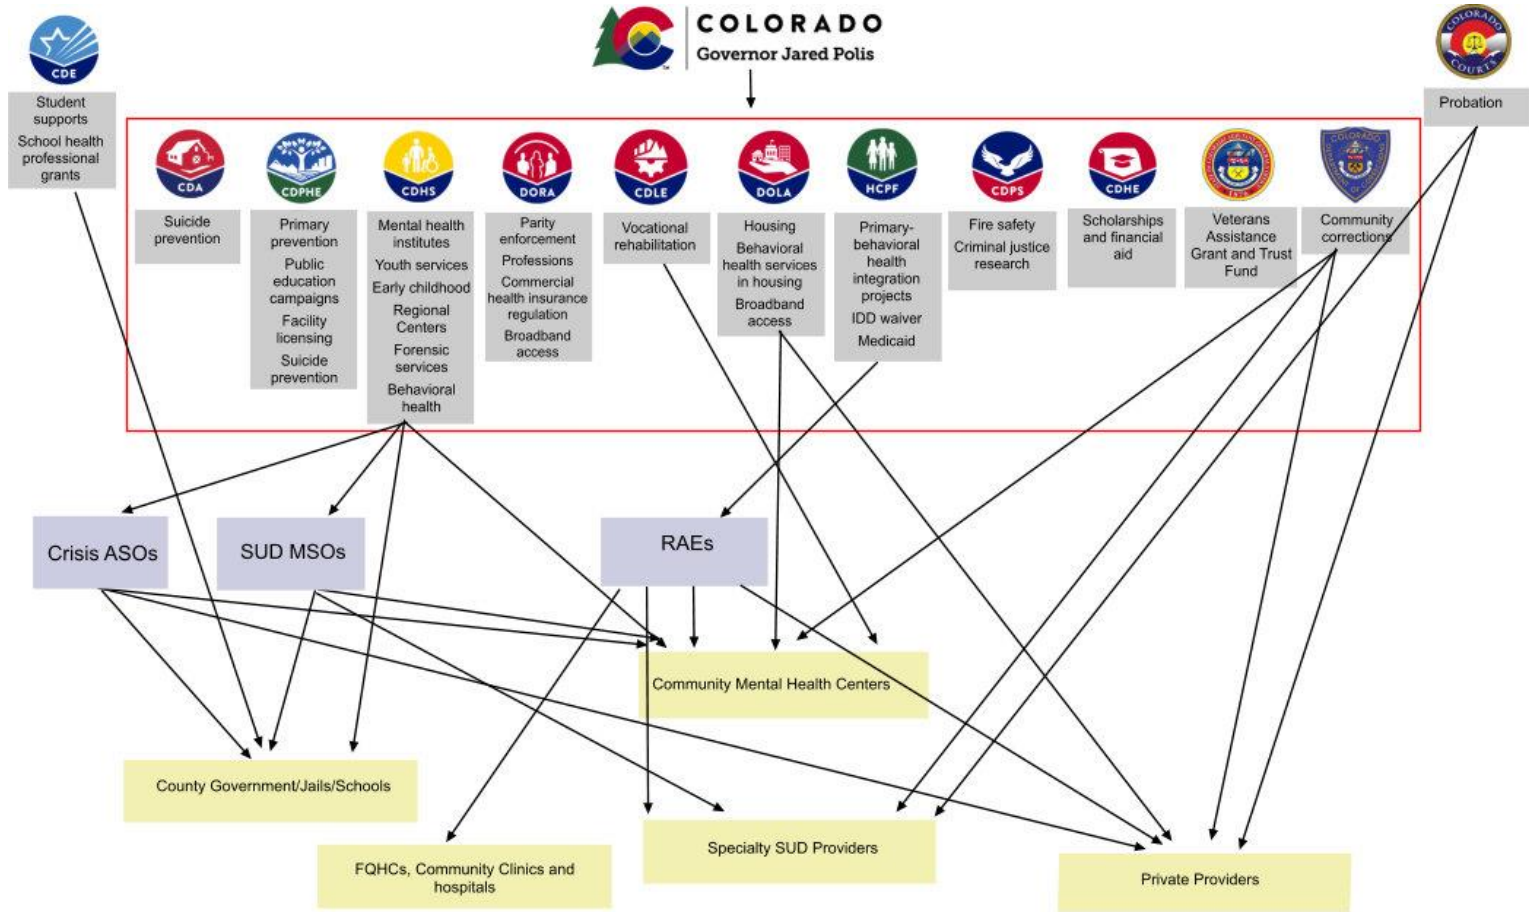 COLORADO
Governor Jared Polis
TM
CDE
Student
supports
School health
professional
grants
COLORADO
COURTS
Probation
CDA
Suicide
prevention
CDPHE
Primary
prevention
Public
education
campaigns
Facility
licensing
Suicide
prevention
CDHS
Mental health
institutes
Youth services
Early childhood
Regional
Centers
Forensic
services
Behavioral
health
DORA
Parity
enforcement
Professions
Commercial
health insurance
regulation
Broadband
access
CDLE
Vocational
rehabilitation
DOLA
Housing
Behavioral
health services
in housing
Broadband
access
HCPF
Primary-
behavioral
health
integration
projects
IDD waiver
Medicaid
CDPS
Fire safety
Criminal justice
research
CDHE
Scholarships
and financial
aid
1876
Veterans
Assistance
Grant and Trust
Fund
COLORADO
Community
corrections
Crisis ASOs
SUD MSOs
RAEs
Community Mental Health Centers
County Government/Jails/Schools
Specialty SUD Providers
FQHCs, Community Clinics and
hospitals
Private Providers